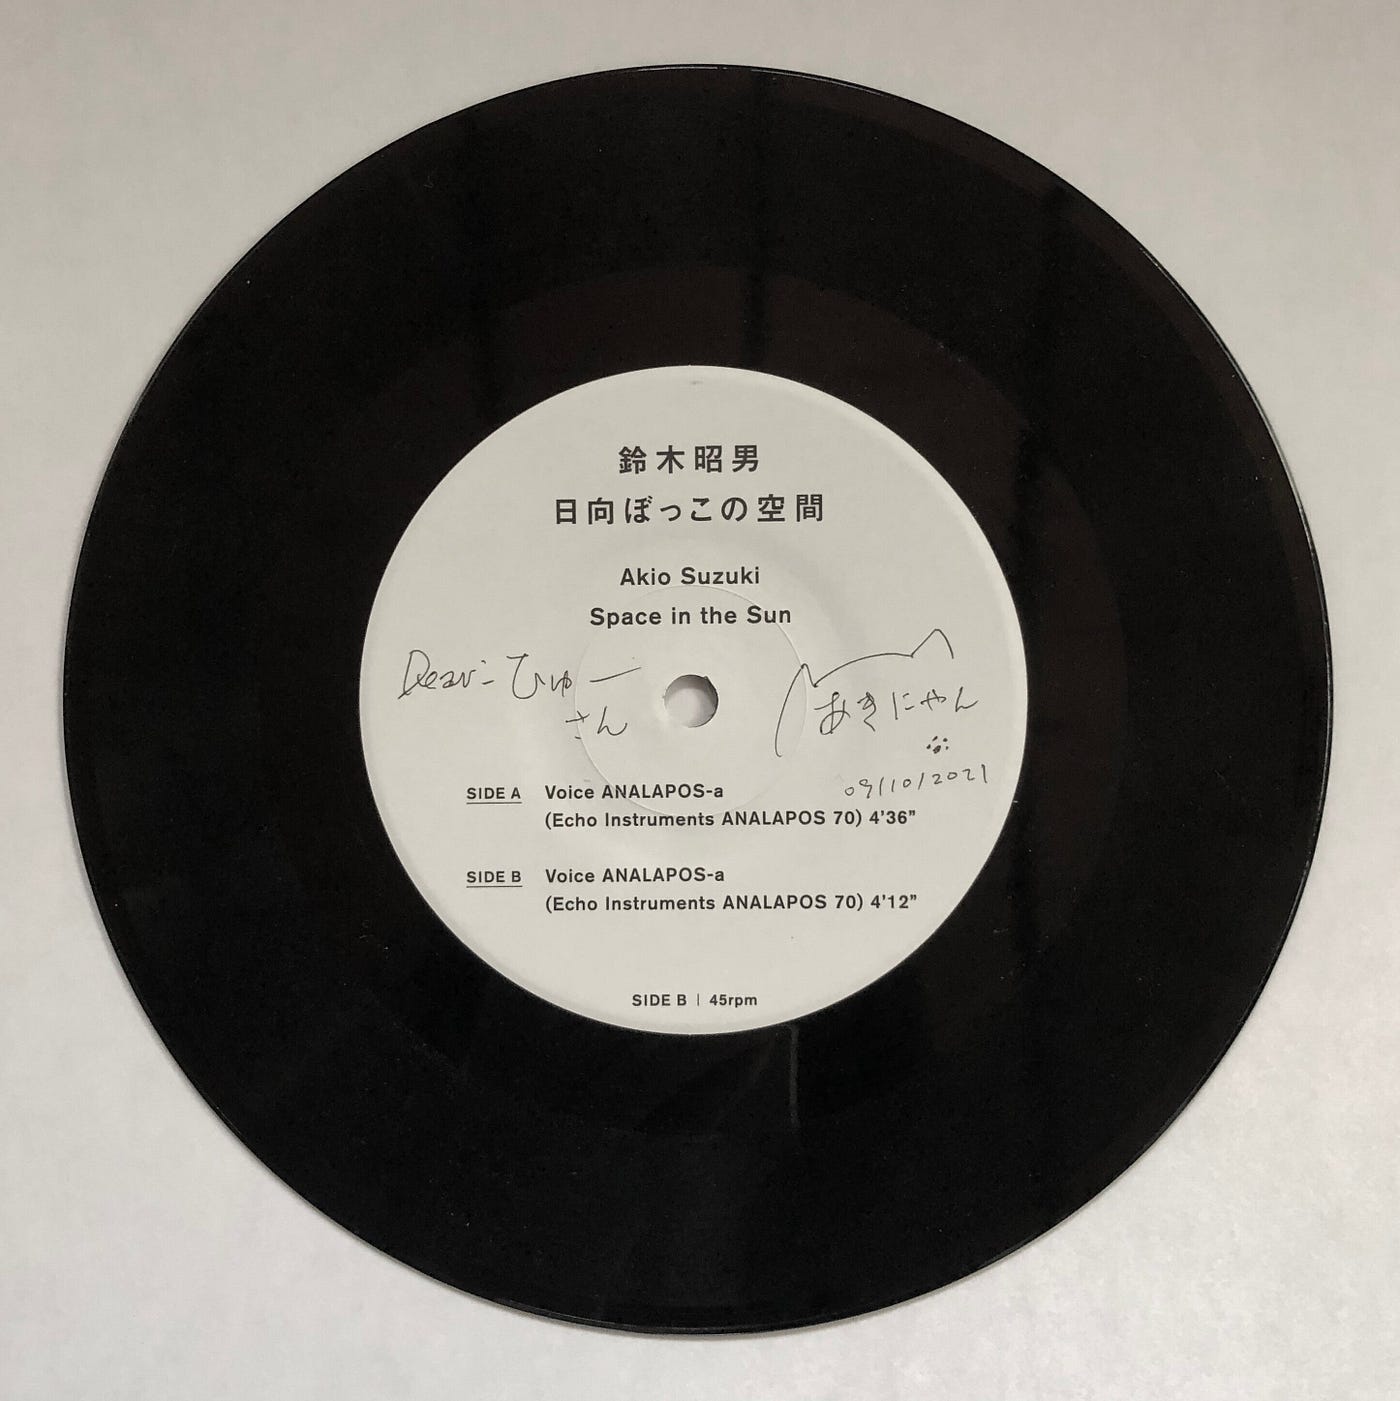 鈴木昭男
日向ぼっこの空間
Akio Suzuki
Space in the Sun
Dear ひゅー
さん
あきにゃん
09/10/2021
SIDE A Voice ANALAPOS-a
(Echo Instruments ANALAPOS 70) 4’36”
SIDE B Voice ANALAPOS-a
(Echo Instruments ANALAPOS 70) 4’12”
SIDE B | 45rpm